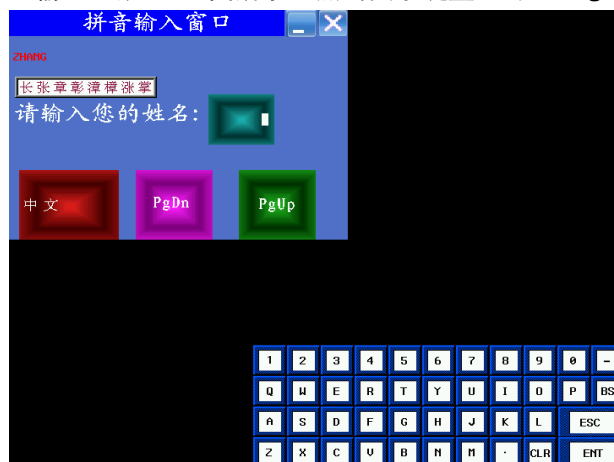 拼音输入窗口
ZHANG
长张章彰漳樟涨掌
请输入您的姓名:
中文 PgDn PgUp
1 2 3 4 5 6 7 8 9 0 -
Q W E R T Y U I O P BS
A S D F G H J K L ESC
Z X C V B N M . CLR ENT